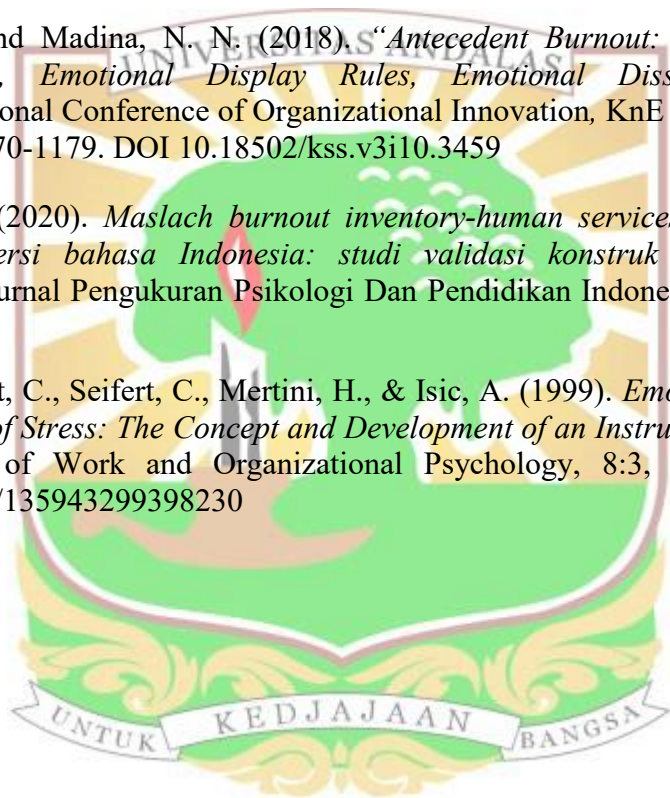 nd Madina, N. N. (2018). "Antecedent Burnout:
UNIVERSITAS ANDALAS
, Emotional Display Rules, Emotional Diss
onal Conference of Organizational Innovation, KnE
70-1179. DOI 10.18502/kss.v3i10.3459
(2020). Maslach burnout inventory-human services
ersi bahasa Indonesia: studi validasi konstruk
urnal Pengukuran Psikologi Dan Pendidikan Indone
t, C., Seifert, C., Mertini, H., & Isic, A. (1999). Emo
of Stress: The Concept and Development of an Instru
of Work and Organizational Psychology, 8:3,
/135943299398230
UNTUK KEDJAJAAN BANGSA